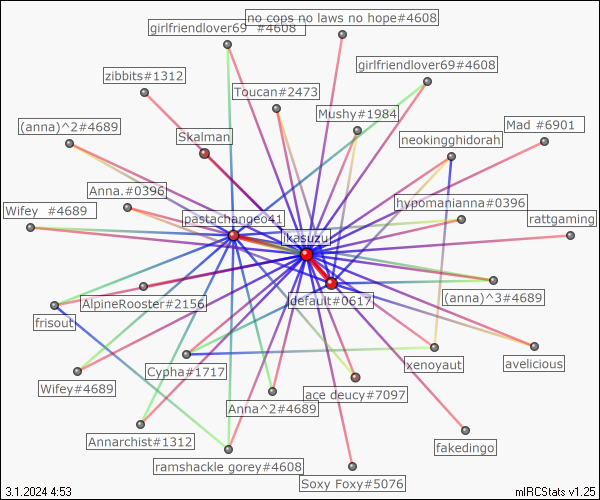 no cops no laws no hope#4608
girlfriendlover69 #4608
girlfriendlover69#4608
zibbits#1312
Toucan#2473
Mushy#1984
(anna)^2#4689
Skalman
neokingghidorah
Mad #6901
Anna.#0396
hypomanianna#0396
Wifey #4689
pastachangeo41
rattgaming
ikasuzu
AlpineRooster#2156
default#0617
(anna)^3#4689
frisout
Cypha#1717
xenoyaut
avelicious
Wifey#4689
ace deucy#7097
Anna^2#4689
Annarchist#1312
fakedingo
ramshackle gorey#4608
Soxy Foxy#5076
3.1.2024 4:53
mIRCStats v1.25